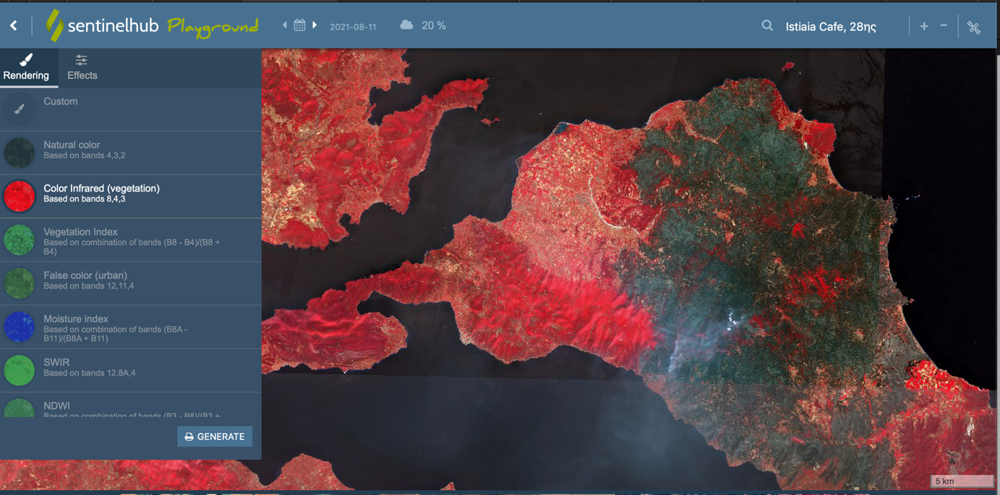 sentinelhub Playground
2021-08-11
20 %
Istiaia Cafe, 28ης
+ −
Rendering
Effects
Custom
Natural color
Based on bands 4,3,2
Color Infrared (vegetation)
Based on bands 8,4,3
Vegetation Index
Based on combination of bands (B8 - B4)/(B8 +
B4)
False color (urban)
Based on bands 12,11,4
Moisture index
Based on combination of bands (B8A -
B11)/(B8A + B11)
SWIR
Based on bands 12,8A,4
NDWI
Based on combination of bands (B3 - B8)/(B3 +
GENERATE
5 km